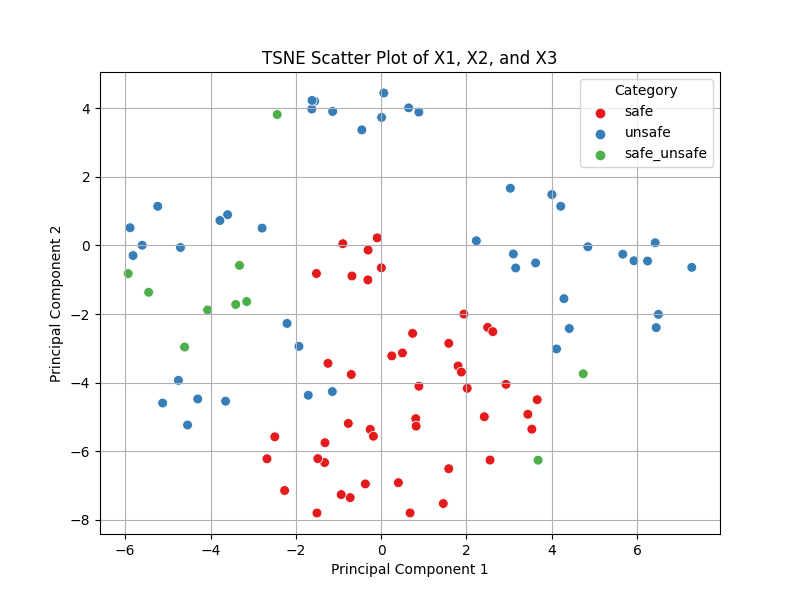 TSNE Scatter Plot of X1, X2, and X3
Category
safe
unsafe
safe_unsafe
4
2
0
−2
−4
−6
−8
Principal Component 2
−6 −4 −2 0 2 4 6
Principal Component 1